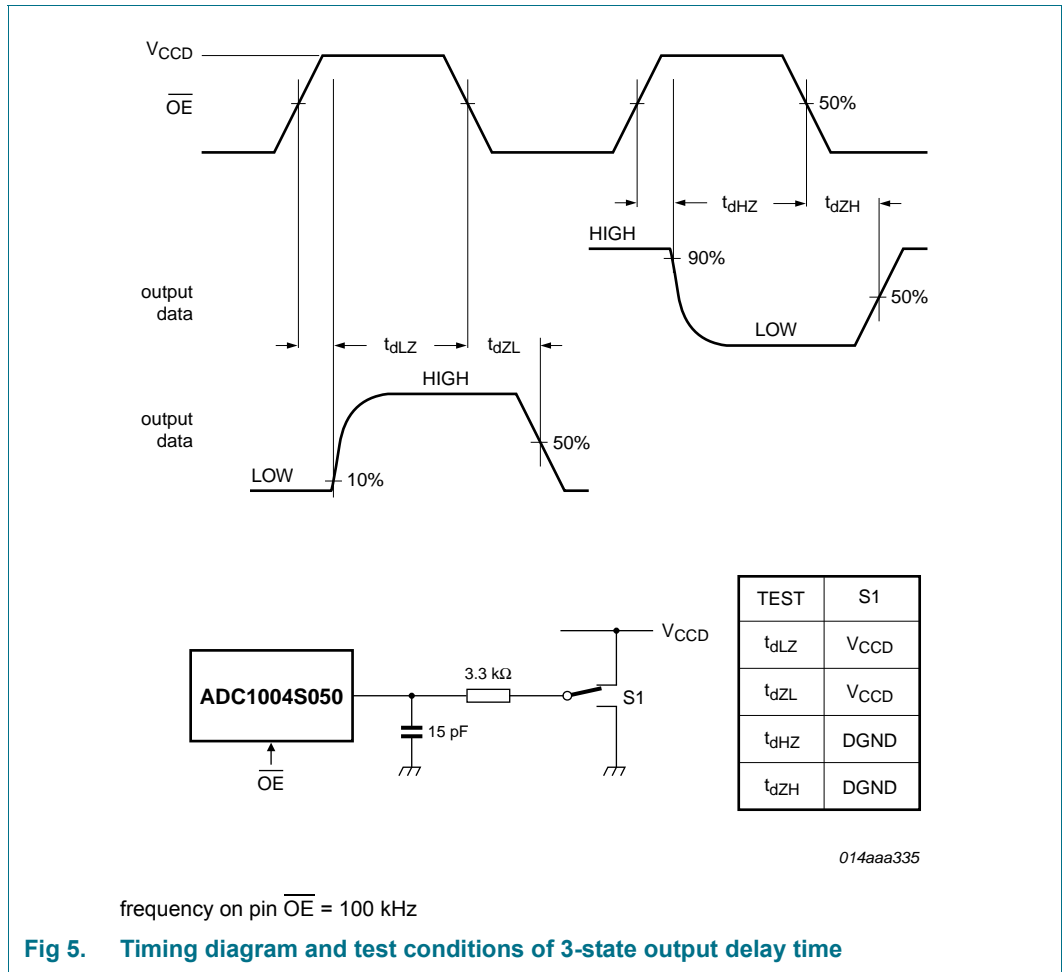 VCCD
OE
50%
tdHZ tdZH
HIGH
90%
output
data
50%
LOW
tdLZ tdZL
HIGH
output
data
50%
LOW
10%
TEST S1
VCCD
tdLZ VCCD
3.3 kΩ
ADC1004S050
S1
tdZL VCCD
15 pF
tdHZ DGND
OE
tdZH DGND
014aaa335
frequency on pin OE = 100 kHz
Fig 5. Timing diagram and test conditions of 3-state output delay time